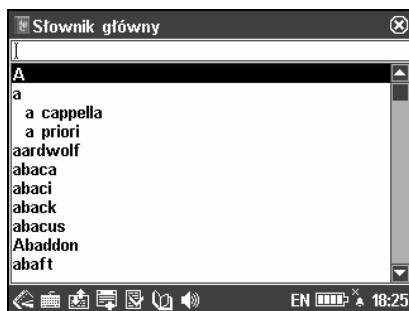 Słownik główny
A
a
a cappella
a priori
aardwolf
abaca
abaci
aback
abacus
Abaddon
abaft
EN 18:25